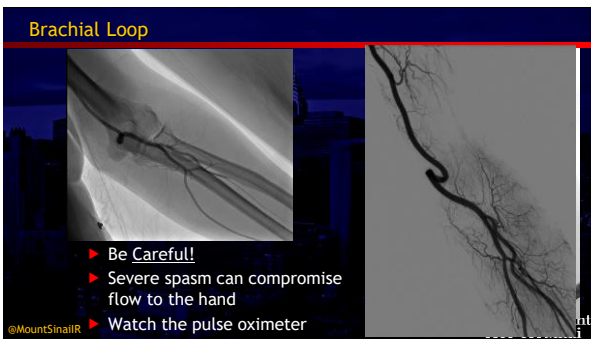 Brachial Loop
Be Careful!
Severe spasm can compromise
flow to the hand
Watch the pulse oximeter
@MountSinaiIR